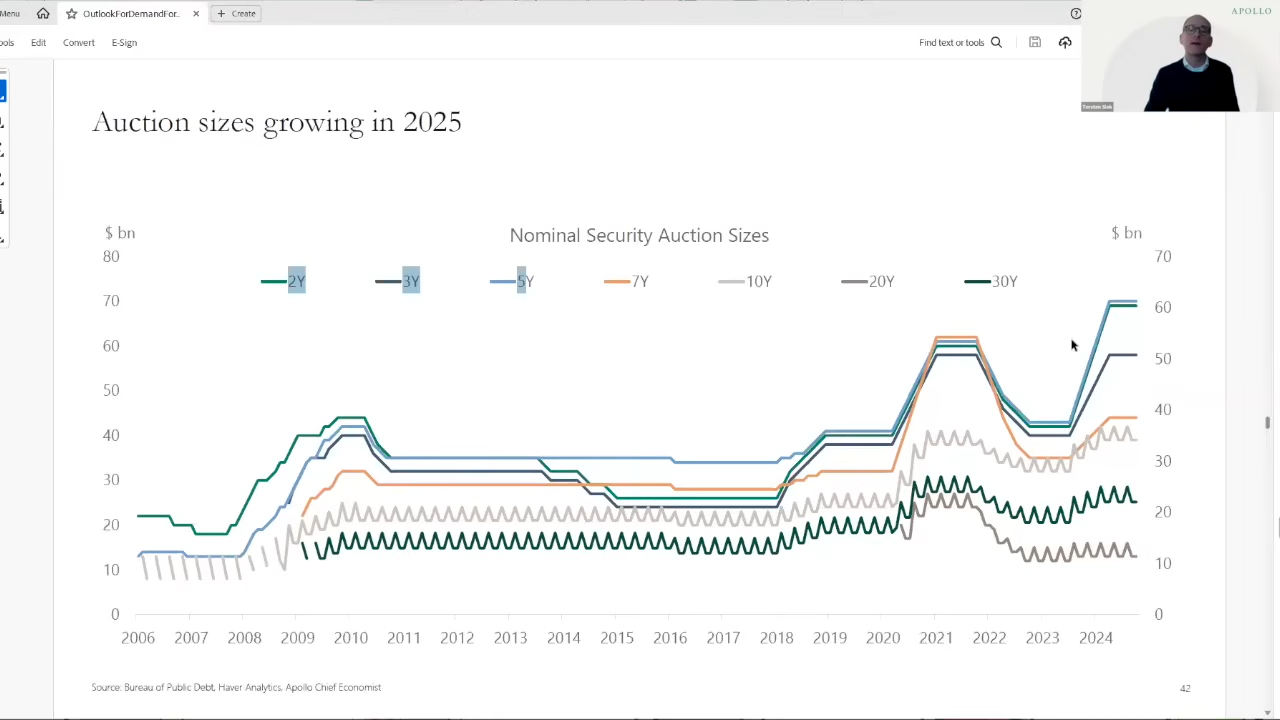 Menu OutlookForDemandFor... × + Create
APOLLO
ools Edit Convert E-Sign Find text or tools
Torsten Slok
Auction sizes growing in 2025
$ bn Nominal Security Auction Sizes $ bn
80 70
2Y 3Y 5Y 7Y 10Y 20Y 30Y
70 60
60 50
50 40
40 30
30 20
20 10
10
0 0
2006 2007 2008 2009 2010 2011 2012 2013 2014 2015 2016 2017 2018 2019 2020 2021 2022 2023 2024
Source: Bureau of Public Debt, Haver Analytics, Apollo Chief Economist
42